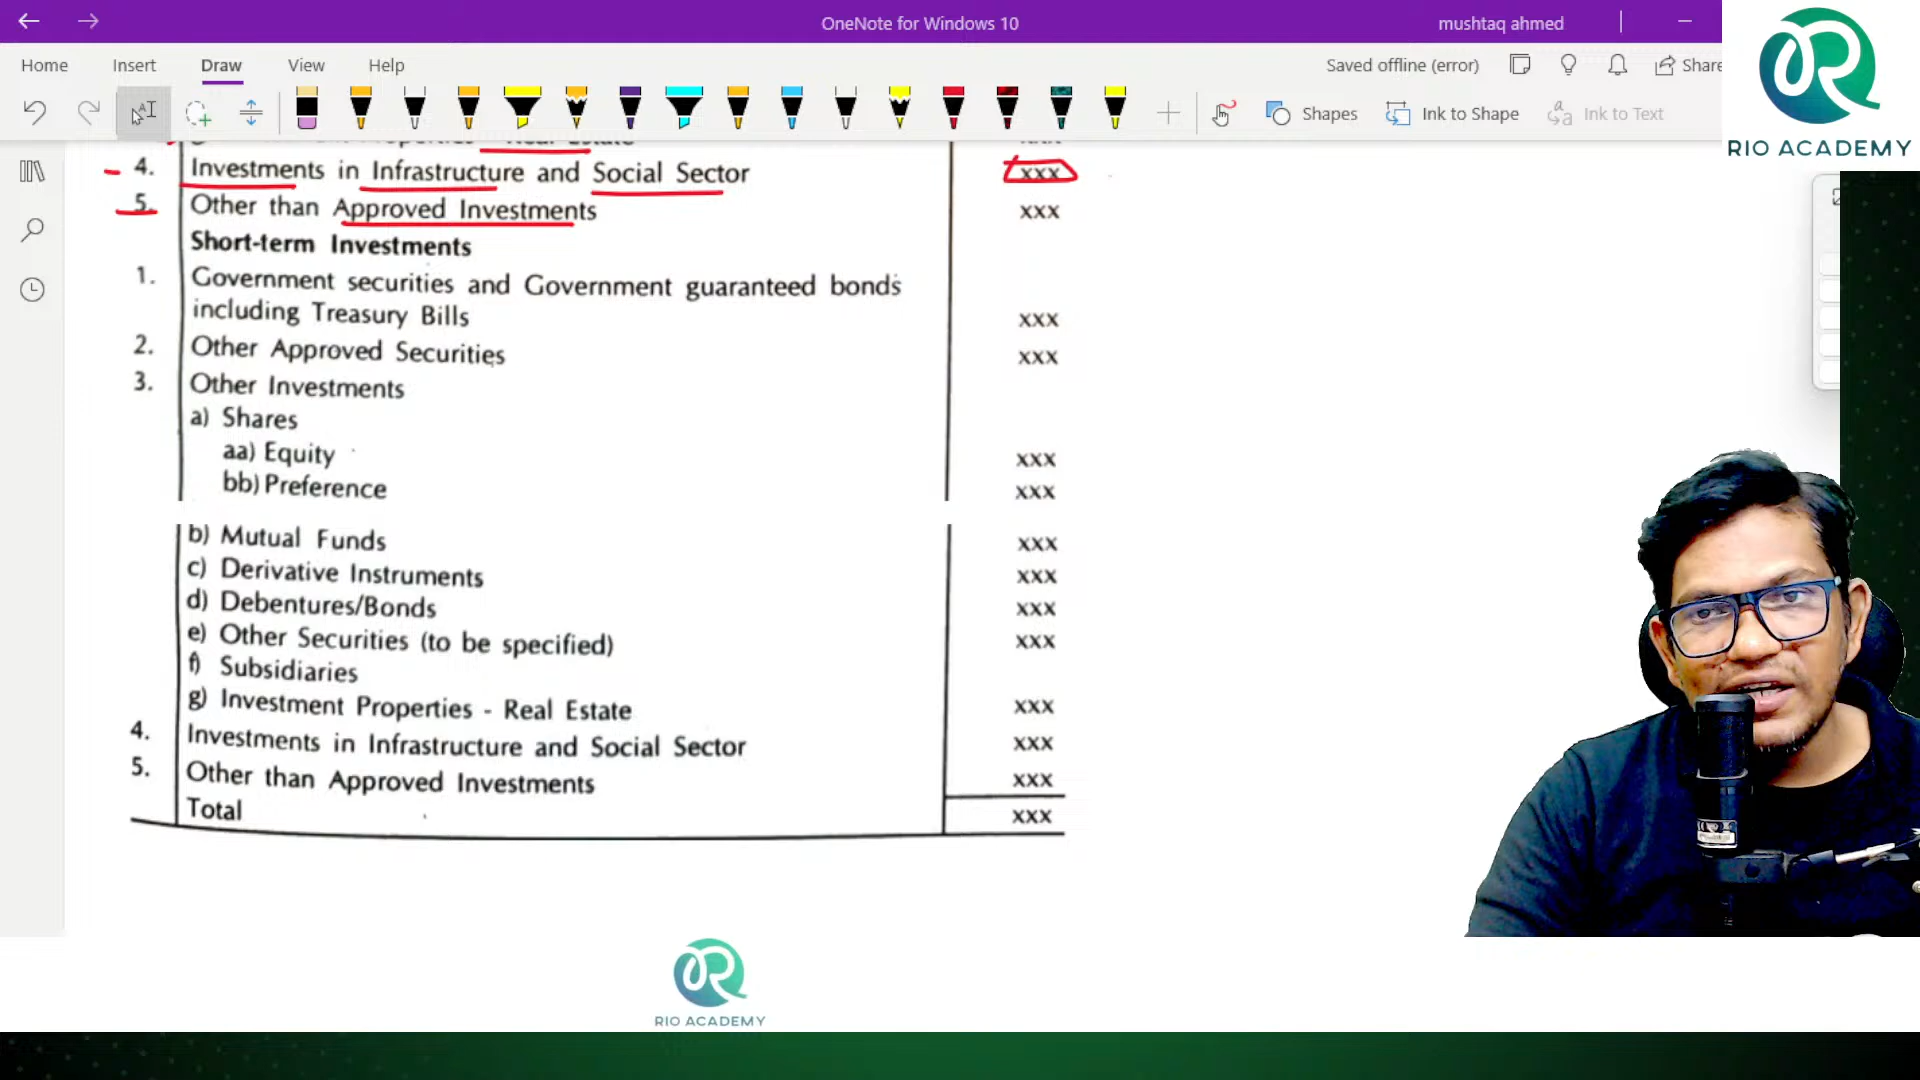 OneNote for Windows 10
mushtaq ahmed
Home Insert Draw View Help
Saved offline (error)
Share
Shapes
Ink to Shape
Ink to Text
RIO ACADEMY
4. Investments in Infrastructure and Social Sector xxx
5. Other than Approved Investments xxx
Short-term Investments
1. Government securities and Government guaranteed bonds
including Treasury Bills xxx
2. Other Approved Securities xxx
3. Other Investments
a) Shares
aa) Equity xxx
bb) Preference xxx
b) Mutual Funds xxx
c) Derivative Instruments xxx
d) Debentures/Bonds xxx
e) Other Securities (to be specified) xxx
f) Subsidiaries
g) Investment Properties - Real Estate xxx
4. Investments in Infrastructure and Social Sector xxx
5. Other than Approved Investments xxx
Total xxx
RIO ACADEMY